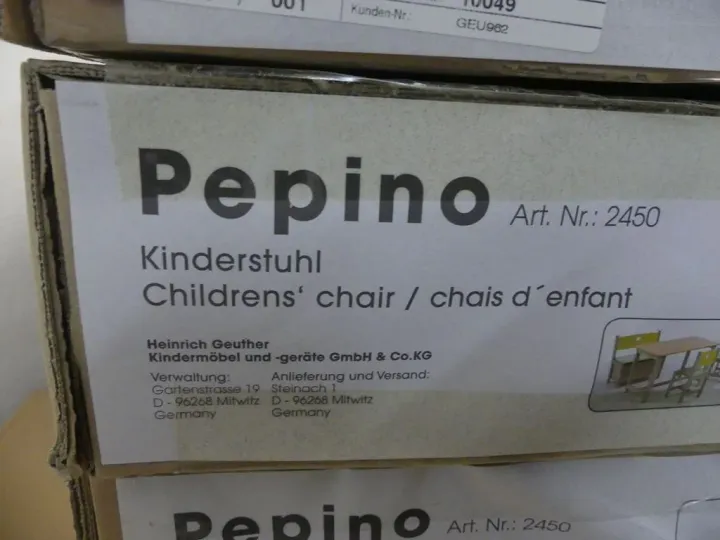 001
10049
Kunden-Nr.:
GEU962
Pepino Art. Nr.: 2450
Kinderstuhl
Childrens' chair / chais d´enfant
Heinrich Geuther
Kindermöbel und -geräte GmbH & Co.KG
Verwaltung: Anlieferung und Versand:
Gartenstrasse 19 Steinach 1
D - 96268 Mitwitz D - 96268 Mitwitz
Germany Germany
Pepino Art. Nr.: 2450